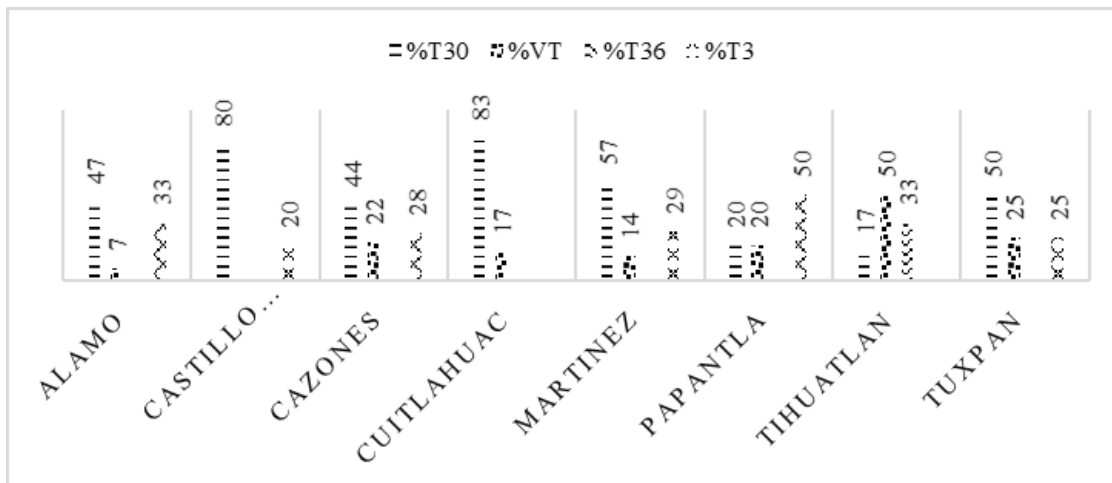 %T30 %VT %T36 %T3
47 7 33
80 20
44 22 28
83 17
57 14 29
20 20 50
17 50 33
50 25 25
ALAMO
CASTILLO...
CAZONES
CUITLAHUAC
MARTINEZ
PAPANTLA
TIHUATLAN
TUXPAN